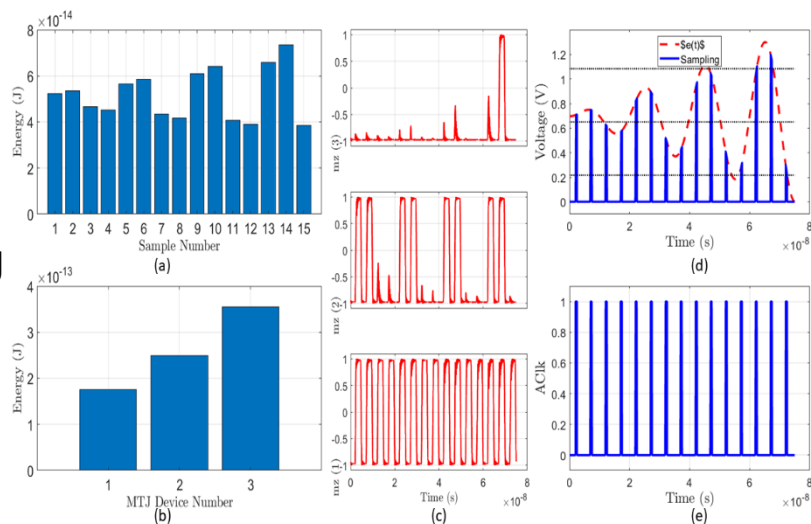 ×10⁻¹⁴
8
6
4
2
0
Energy (J)
1 2 3 4 5 6 7 8 9 10 11 12 13 14 15
Sample Number
(a)
×10⁻¹³
4
3
2
1
0
Energy (J)
1 2 3
MTJ Device Number
(b)
1
0.5
0
-0.5
-1
mz (3)
1
0.5
0
-0.5
-1
mz (2)
1
0.5
0
-0.5
-1
mz (1)
0 2 4 6 8
Time (s)
×10⁻⁸
(c)
$e(t)$
Sampling
1.2
1
0.8
0.6
0.4
0.2
0
Voltage (V)
0 2 4 6 8
Time (s)
×10⁻⁸
(d)
1
0.8
0.6
0.4
0.2
0
AClk
0 2 4 6 8
Time (s)
×10⁻⁸
(e)